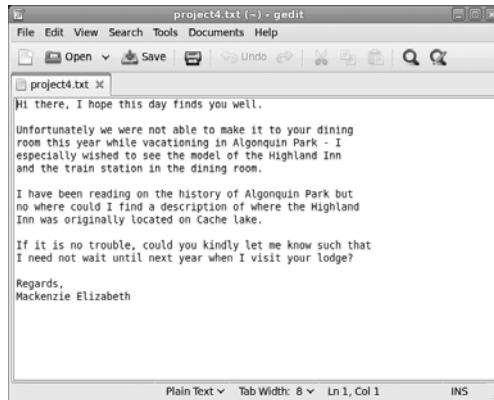 project4.txt (~) - gedit
File Edit View Search Tools Documents Help
Open Save Undo
project4.txt
Hi there, I hope this day finds you well.
Unfortunately we were not able to make it to your dining
room this year while vacationing in Algonquin Park - I
especially wished to see the model of the Highland Inn
and the train station in the dining room.
I have been reading on the history of Algonquin Park but
no where could I find a description of where the Highland
Inn was originally located on Cache lake.
If it is no trouble, could you kindly let me know such that
I need not wait until next year when I visit your lodge?
Regards,
Mackenzie Elizabeth
Plain Text Tab Width: 8 Ln 1, Col 1 INS